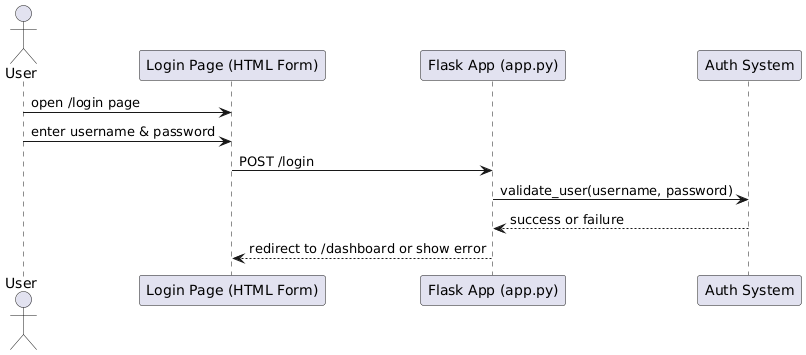 User
Login Page (HTML Form)
Flask App (app.py)
Auth System
open /login page
enter username & password
POST /login
validate_user(username, password)
success or failure
redirect to /dashboard or show error
User
Login Page (HTML Form)
Flask App (app.py)
Auth System